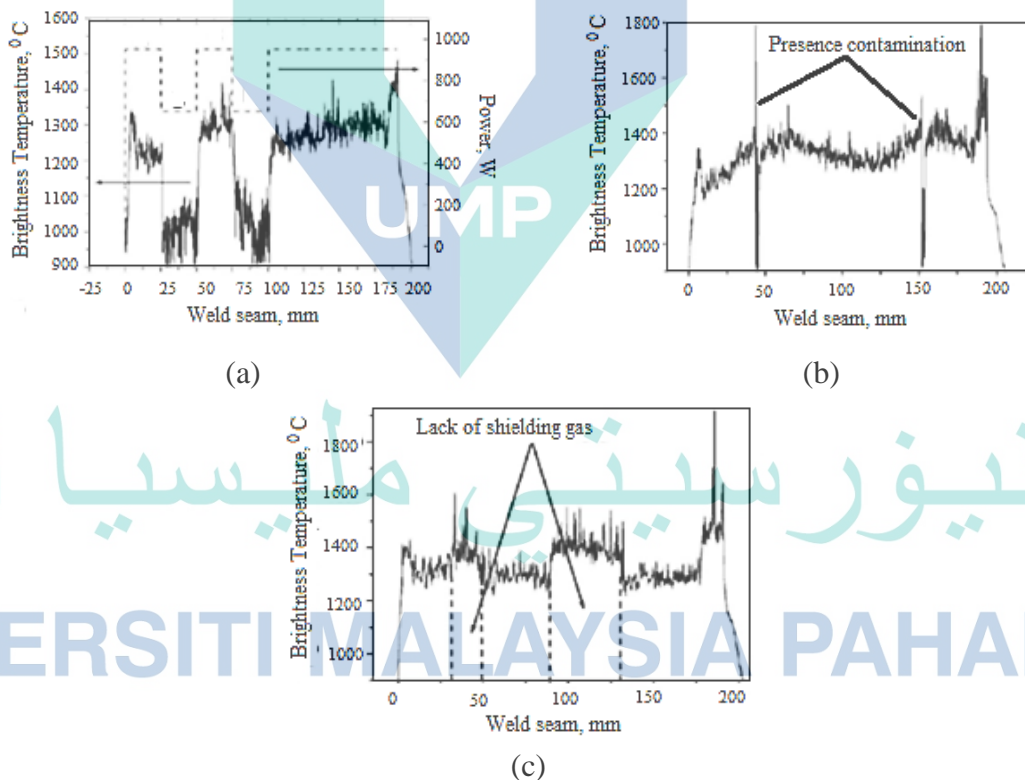 1600
1500
1400
1300
1200
1100
1000
900
Brightness Temperature, ⁰C
1000
800
600
400
200
0
Power, W
-25 0 25 50 75 100 125 150 175 200
Weld seam, mm
(a)
1800
1600
1400
1200
1000
Brightness Temperature, ⁰C
Presence contamination
0 50 100 150 200
Weld seam, mm
(b)
UMP
1800
1600
1400
1200
1000
Brightness Temperature, ⁰C
Lack of shielding gas
0 50 100 150 200
Weld seam, mm
(c)
نيۏرسيتي مليسيا
ERSITI MALAYSIA PAHA